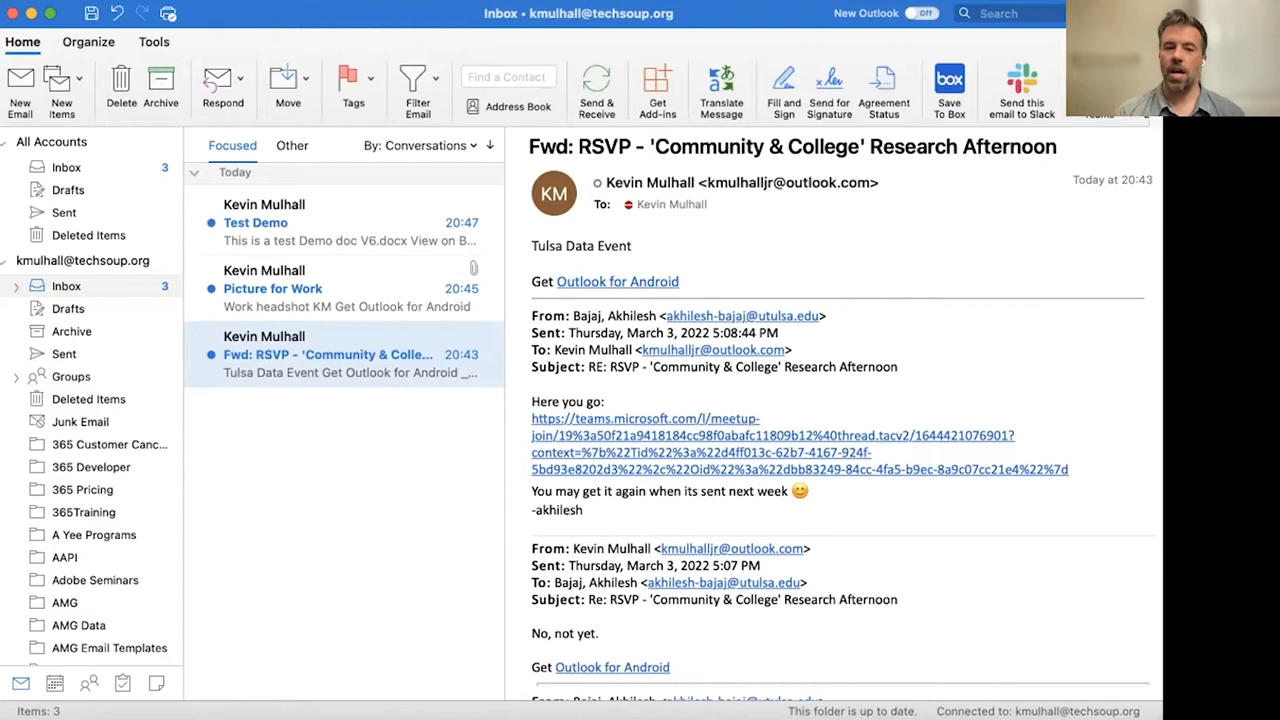 Inbox • kmulhall@techsoup.org
New Outlook Off
Search
Home Organize Tools
New Email
New Items
Delete
Archive
Respond
Move
Tags
Filter Email
Find a Contact
Address Book
Send & Receive
Get Add-ins
Translate Message
Fill and Sign
Send for Signature
Agreement Status
box
Save To Box
Send this email to Slack
All Accounts
Inbox 3
Drafts
Sent
Deleted Items
kmulhall@techsoup.org
Inbox 3
Drafts
Archive
Sent
Groups
Deleted Items
Junk Email
365 Customer Canc...
365 Developer
365 Pricing
365Training
A Yee Programs
AAPI
Adobe Seminars
AMG
AMG Data
AMG Email Templates
Focused Other By: Conversations
Today
Kevin Mulhall
Test Demo 20:47
This is a test Demo doc V6.docx View on B...
Kevin Mulhall
Picture for Work 20:45
Work headshot KM Get Outlook for Android
Kevin Mulhall
Fwd: RSVP - 'Community & Colle... 20:43
Tulsa Data Event Get Outlook for Android _...
Fwd: RSVP - 'Community & College' Research Afternoon
KM
Kevin Mulhall <kmulhalljr@outlook.com>
Today at 20:43
To: Kevin Mulhall
Tulsa Data Event
Get Outlook for Android
From: Bajaj, Akhilesh <akhilesh-bajaj@utulsa.edu>
Sent: Thursday, March 3, 2022 5:08:44 PM
To: Kevin Mulhall <kmulhalljr@outlook.com>
Subject: RE: RSVP - 'Community & College' Research Afternoon
Here you go:
https://teams.microsoft.com/l/meetup-
join/19%3a50f21a9418184cc98f0abafc11809b12%40thread.tacv2/1644421076901?
context=%7b%22Tid%22%3a%22d4ff013c-62b7-4167-924f-
5bd93e8202d3%22%2c%22Oid%22%3a%22dbb83249-84cc-4fa5-b9ec-8a9c07cc21e4%22%7d
You may get it again when its sent next week 😊
-akhilesh
From: Kevin Mulhall <kmulhalljr@outlook.com>
Sent: Thursday, March 3, 2022 5:07 PM
To: Bajaj, Akhilesh <akhilesh-bajaj@utulsa.edu>
Subject: Re: RSVP - 'Community & College' Research Afternoon
No, not yet.
Get Outlook for Android
Items: 3
This folder is up to date.
Connected to: kmulhall@techsoup.org